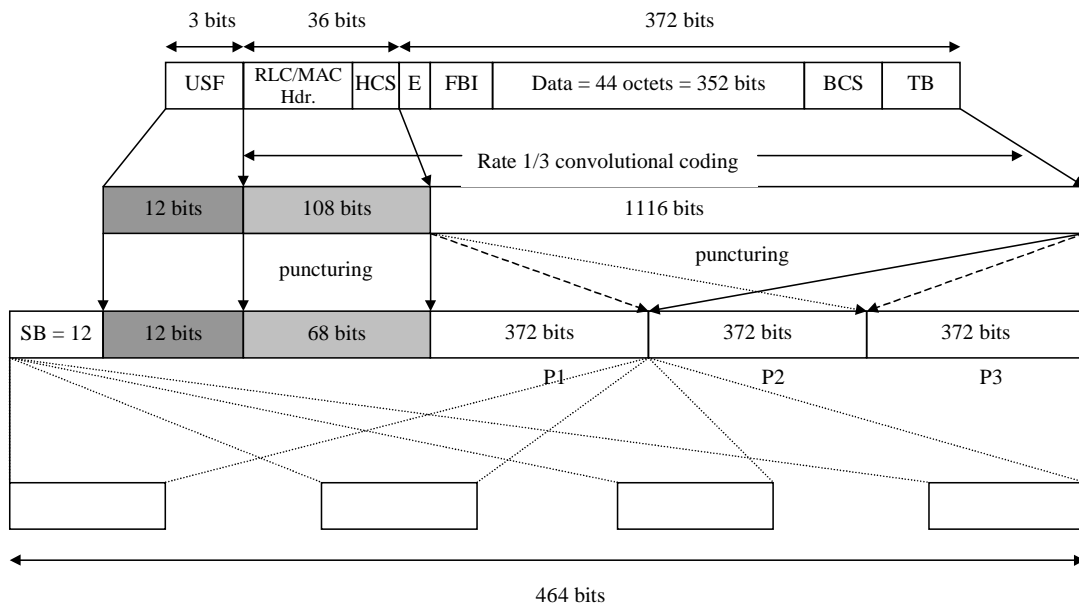 3 bits 36 bits 372 bits
USF RLC/MAC Hdr. HCS E FBI Data = 44 octets = 352 bits BCS TB
Rate 1/3 convolutional coding
12 bits 108 bits 1116 bits
puncturing puncturing
SB = 12 12 bits 68 bits 372 bits 372 bits 372 bits
P1 P2 P3
464 bits